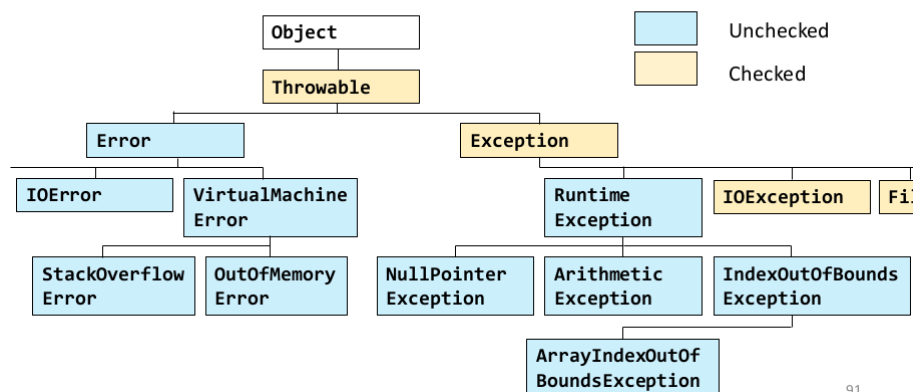 Object
Unchecked
Checked
Throwable
Error
Exception
IOError
VirtualMachine
Error
Runtime
Exception
IOException
StackOverflow
Error
OutOfMemory
Error
NullPointer
Exception
Arithmetic
Exception
IndexOutOfBounds
Exception
ArrayIndexOutOf
BoundsException
91